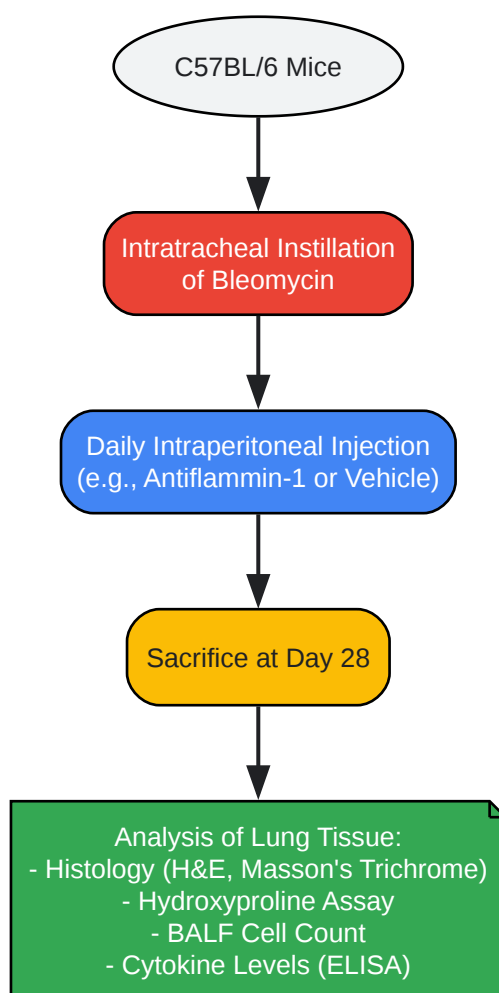 C57BL/6 Mice
Intratracheal Instillation
of Bleomycin
Daily Intraperitoneal Injection
(e.g., Antiflammin-1 or Vehicle)
Sacrifice at Day 28
Analysis of Lung Tissue:
- Histology (H&E, Masson's Trichrome)
- Hydroxyproline Assay
- BALF Cell Count
- Cytokine Levels (ELISA)